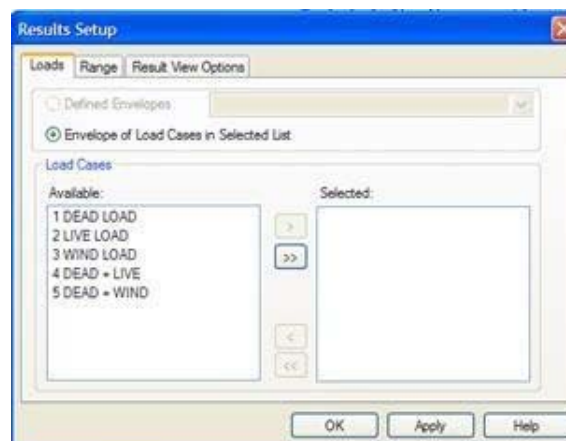 Results Setup
Loads Range Result View Options
Defined Envelopes
Envelope of Load Cases in Selected List
Load Cases
Available: Selected:
1 DEAD LOAD
2 LIVE LOAD
3 WIND LOAD
4 DEAD + LIVE
5 DEAD + WIND
>
>>
<
<<
OK Apply Help